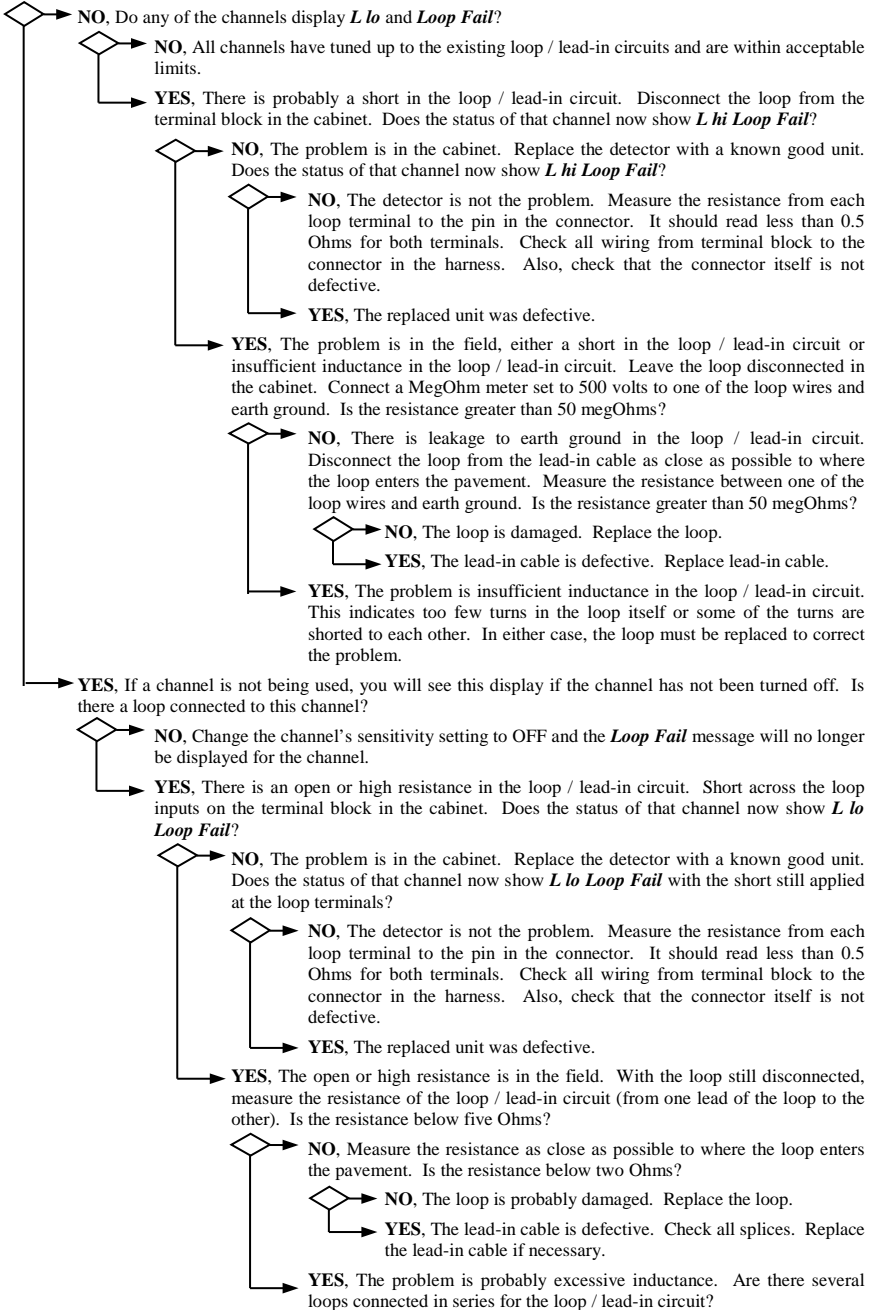 NO, Do any of the channels display L lo and Loop Fail?
NO, All channels have tuned up to the existing loop / lead-in circuits and are within acceptable
limits.
YES, There is probably a short in the loop / lead-in circuit. Disconnect the loop from the
terminal block in the cabinet. Does the status of that channel now show L hi Loop Fail?
NO, The problem is in the cabinet. Replace the detector with a known good unit.
Does the status of that channel now show L hi Loop Fail?
NO, The detector is not the problem. Measure the resistance from each
loop terminal to the pin in the connector. It should read less than 0.5
Ohms for both terminals. Check all wiring from terminal block to the
connector in the harness. Also, check that the connector itself is not
defective.
YES, The replaced unit was defective.
YES, The problem is in the field, either a short in the loop / lead-in circuit or
insufficient inductance in the loop / lead-in circuit. Leave the loop disconnected in
the cabinet. Connect a MegOhm meter set to 500 volts to one of the loop wires and
earth ground. Is the resistance greater than 50 megOhms?
NO, There is leakage to earth ground in the loop / lead-in circuit.
Disconnect the loop from the lead-in cable as close as possible to where
the loop enters the pavement. Measure the resistance between one of the
loop wires and earth ground. Is the resistance greater than 50 megOhms?
NO, The loop is damaged. Replace the loop.
YES, The lead-in cable is defective. Replace lead-in cable.
YES, The problem is insufficient inductance in the loop / lead-in circuit.
This indicates too few turns in the loop itself or some of the turns are
shorted to each other. In either case, the loop must be replaced to correct
the problem.
YES, If a channel is not being used, you will see this display if the channel has not been turned off. Is
there a loop connected to this channel?
NO, Change the channel's sensitivity setting to OFF and the Loop Fail message will no longer
be displayed for the channel.
YES, There is an open or high resistance in the loop / lead-in circuit. Short across the loop
inputs on the terminal block in the cabinet. Does the status of that channel now show L lo
Loop Fail?
NO, The problem is in the cabinet. Replace the detector with a known good unit.
Does the status of that channel now show L lo Loop Fail with the short still applied
at the loop terminals?
NO, The detector is not the problem. Measure the resistance from each
loop terminal to the pin in the connector. It should read less than 0.5
Ohms for both terminals. Check all wiring from terminal block to the
connector in the harness. Also, check that the connector itself is not
defective.
YES, The replaced unit was defective.
YES, The open or high resistance is in the field. With the loop still disconnected,
measure the resistance of the loop / lead-in circuit (from one lead of the loop to the
other). Is the resistance below five Ohms?
NO, Measure the resistance as close as possible to where the loop enters
the pavement. Is the resistance below two Ohms?
NO, The loop is probably damaged. Replace the loop.
YES, The lead-in cable is defective. Check all splices. Replace
the lead-in cable if necessary.
YES, The problem is probably excessive inductance. Are there several
loops connected in series for the loop / lead-in circuit?